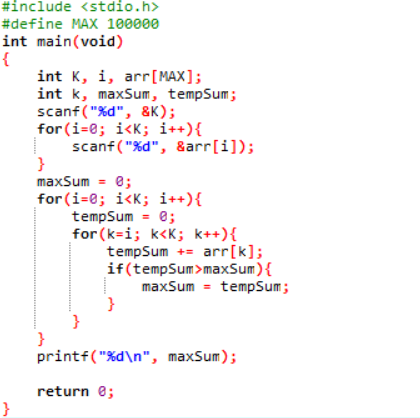 #include <stdio.h>
#define MAX 100000
int main(void)
{
    int K, i, arr[MAX];
    int k, maxSum, tempSum;
    scanf("%d", &K);
    for(i=0; i<K; i++){
        scanf("%d", &arr[i]);
    }
    maxSum = 0;
    for(i=0; i<K; i++){
        tempSum = 0;
        for(k=i; k<K; k++){
            tempSum += arr[k];
            if(tempSum>maxSum){
                maxSum = tempSum;
            }
        }
    }
    printf("%d\n", maxSum);

    return 0;
}